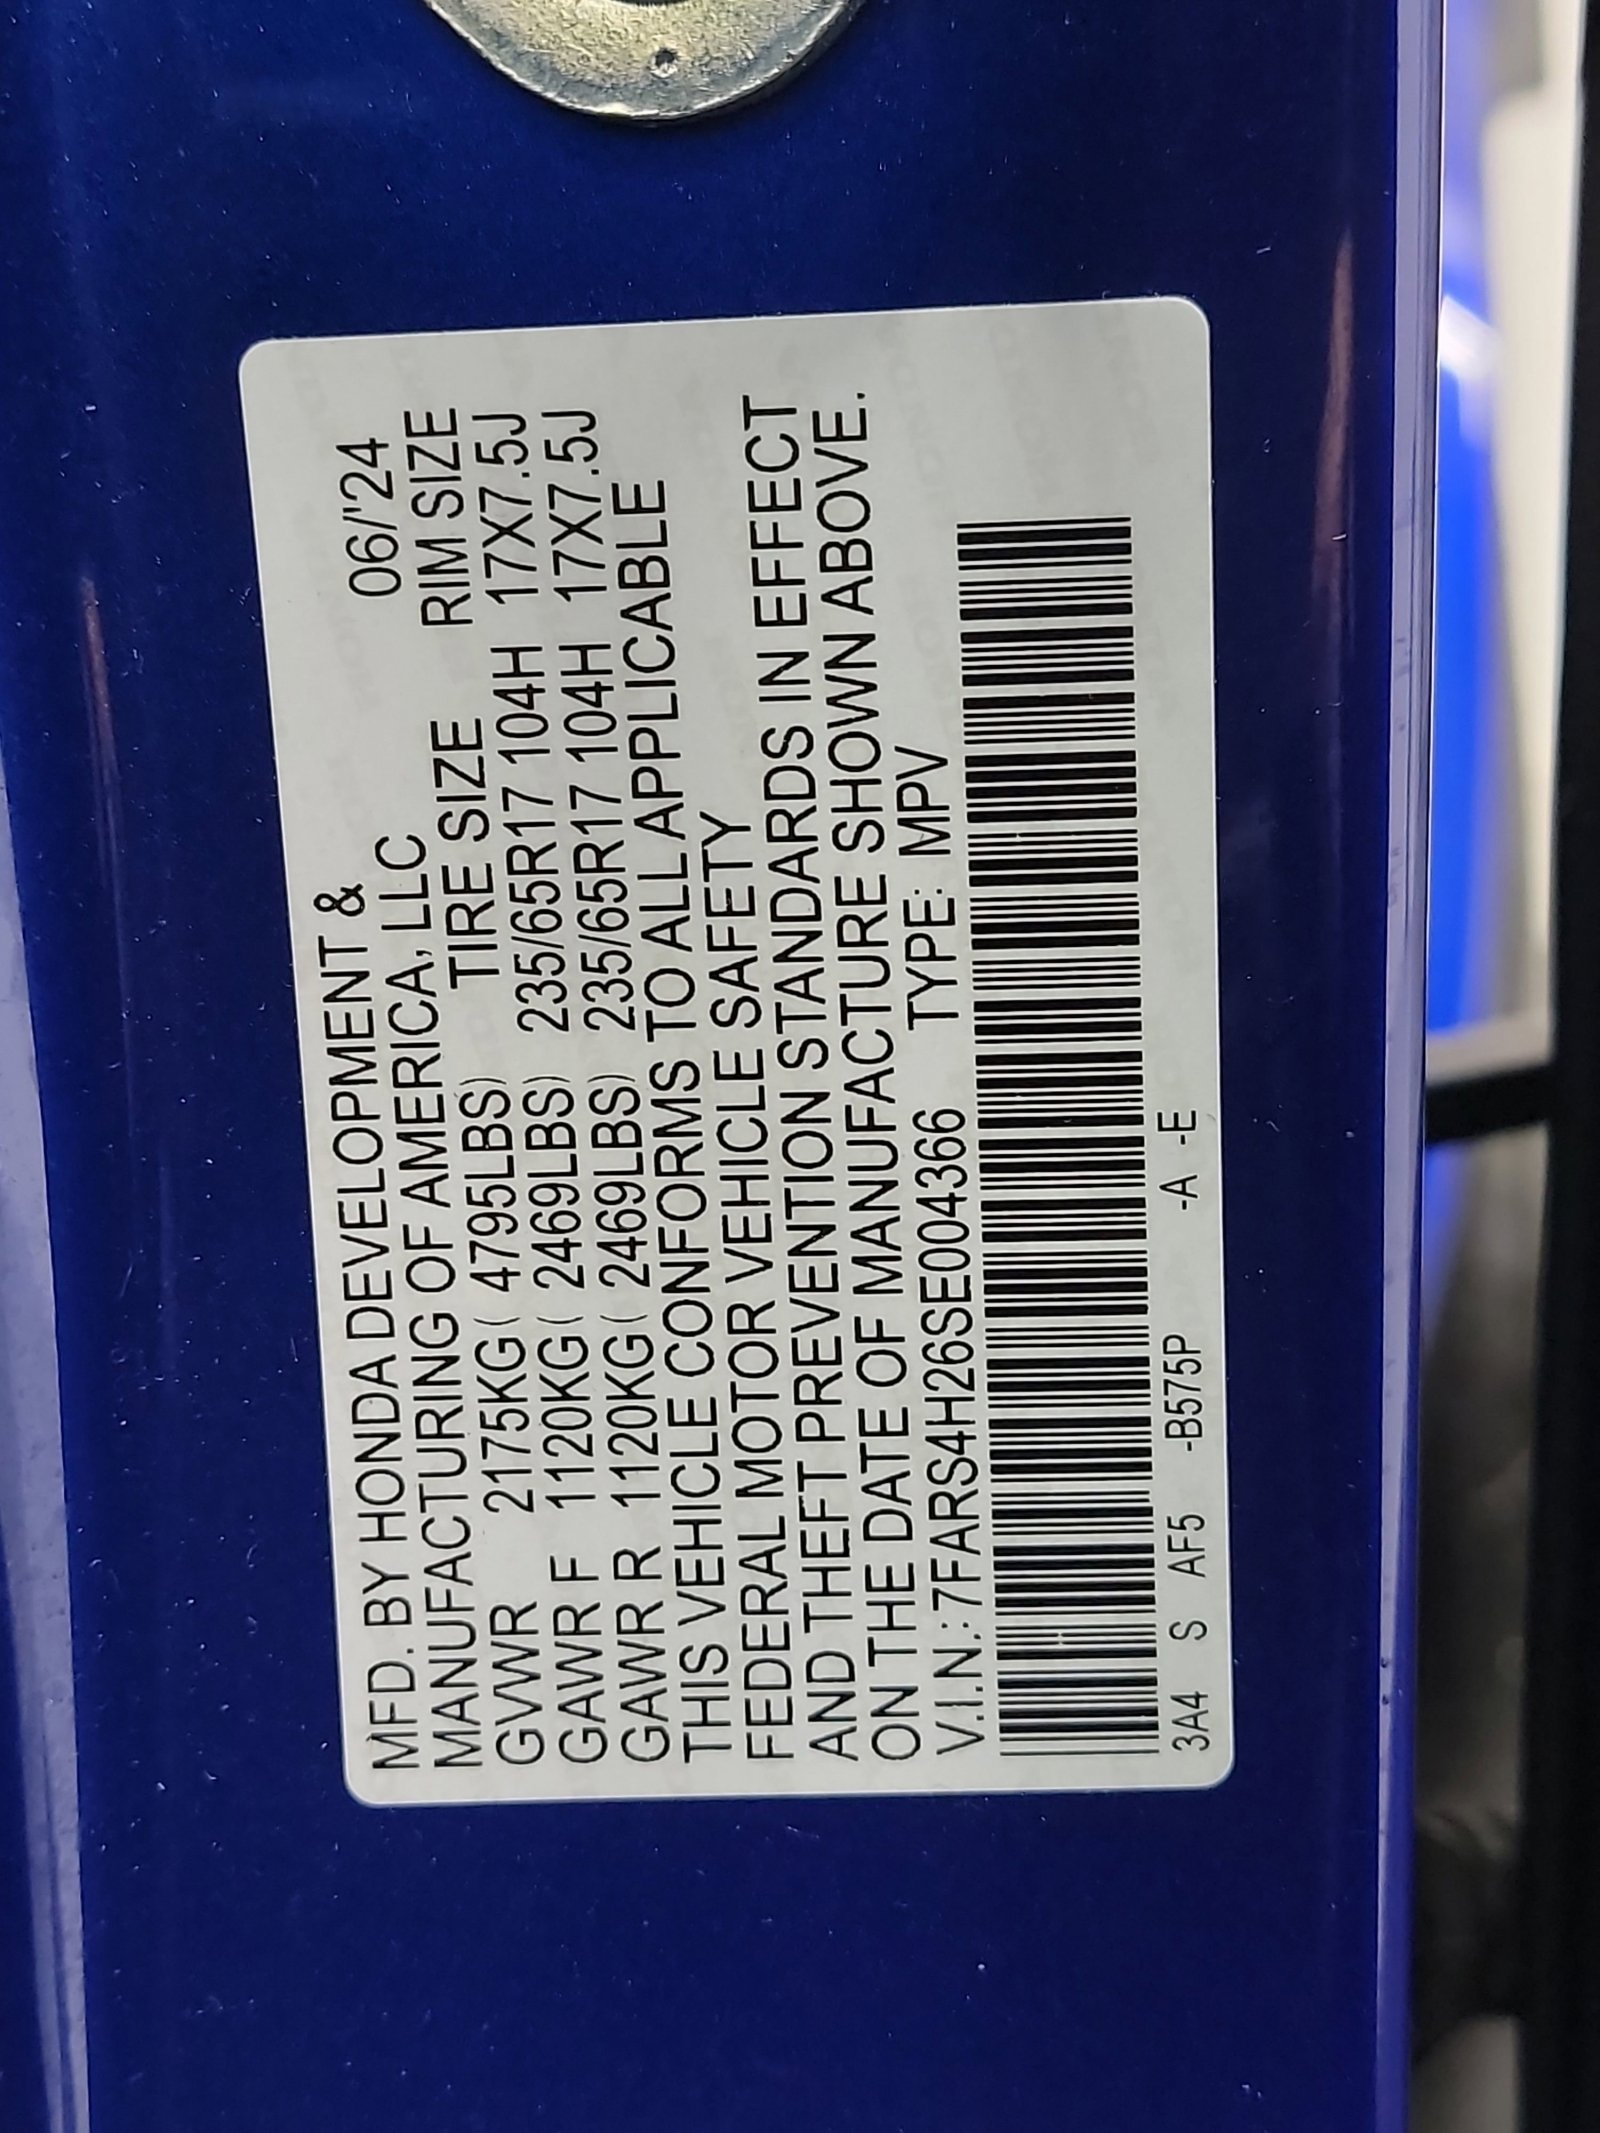 MFD. BY HONDA DEVELOPMENT & 06/'24
MANUFACTURING OF AMERICA, LLC RIM SIZE
TIRE SIZE
GVWR 2175KG( 4795LBS) 235/65R17 104H 17X7.5J
GAWR F 1120KG( 2469LBS) 235/65R17 104H 17X7.5J
GAWR R 1120KG( 2469LBS)
THIS VEHICLE CONFORMS TO ALL APPLICABLE
FEDERAL MOTOR VEHICLE SAFETY
AND THEFT PREVENTION STANDARDS IN EFFECT
ON THE DATE OF MANUFACTURE SHOWN ABOVE.
V.I.N.:7FARS4H26SE004366 TYPE: MPV
3A4 S AF5 -B575P -A -E